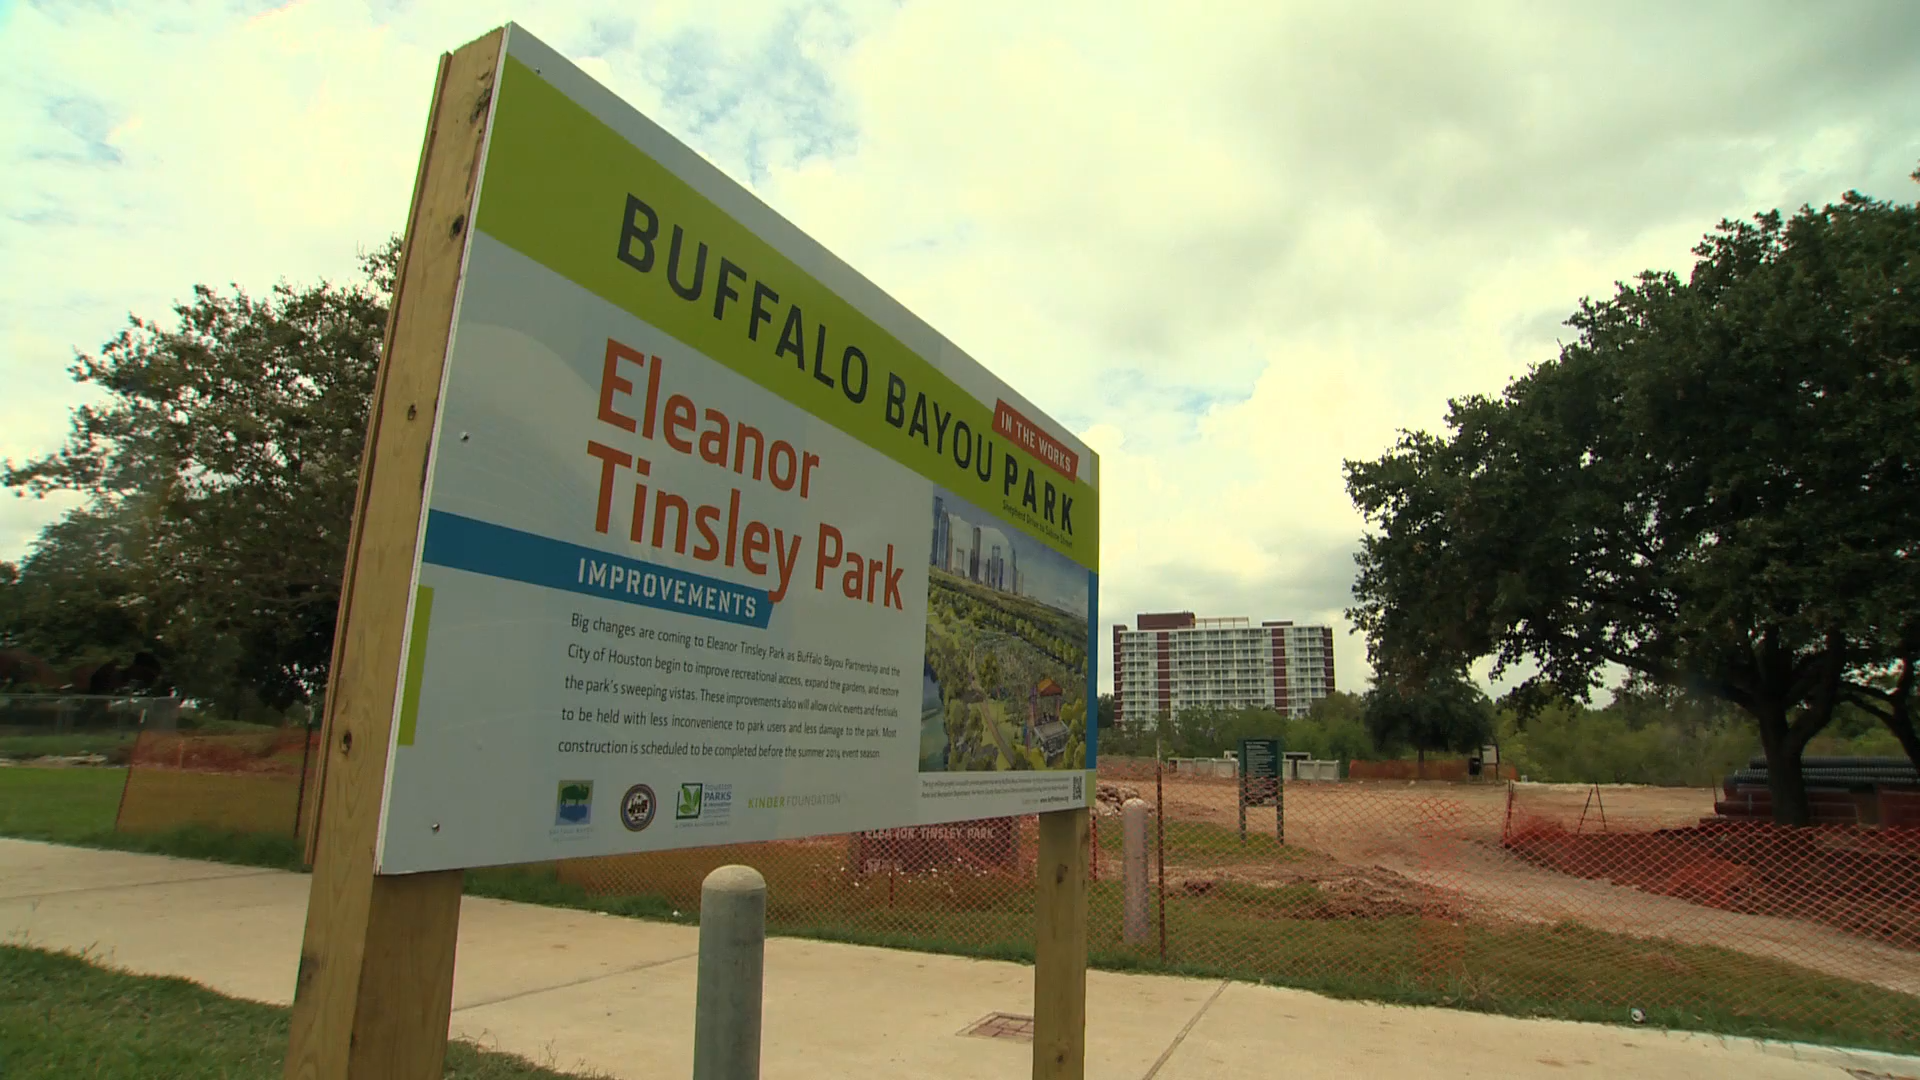 BUFFALO BAYOU PARK
IN THE WORKS
Shepherd Drive to Sabine Street
Eleanor
Tinsley Park
IMPROVEMENTS
Big changes are coming to Eleanor Tinsley Park as Buffalo Bayou Partnership and the
City of Houston begin to improve recreational access, expand the gardens, and restore
the park's sweeping vistas. These improvements also will allow civic events and festivals
to be held with less inconvenience to park users and less damage to the park. Most
construction is scheduled to be completed before the summer 2014 event season.
PARKS
KINDER FOUNDATION
ELEANOR TINSLEY PARK